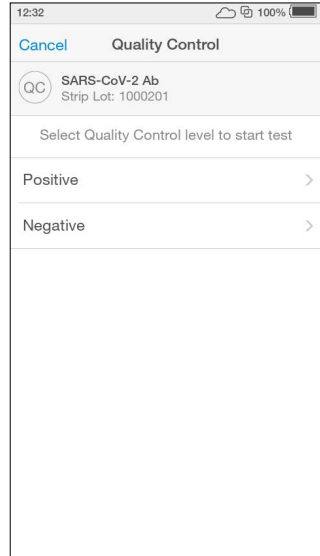 12:32 100%
Cancel Quality Control
QC
SARS-CoV-2 Ab
Strip Lot: 1000201
Select Quality Control level to start test
Positive
Negative